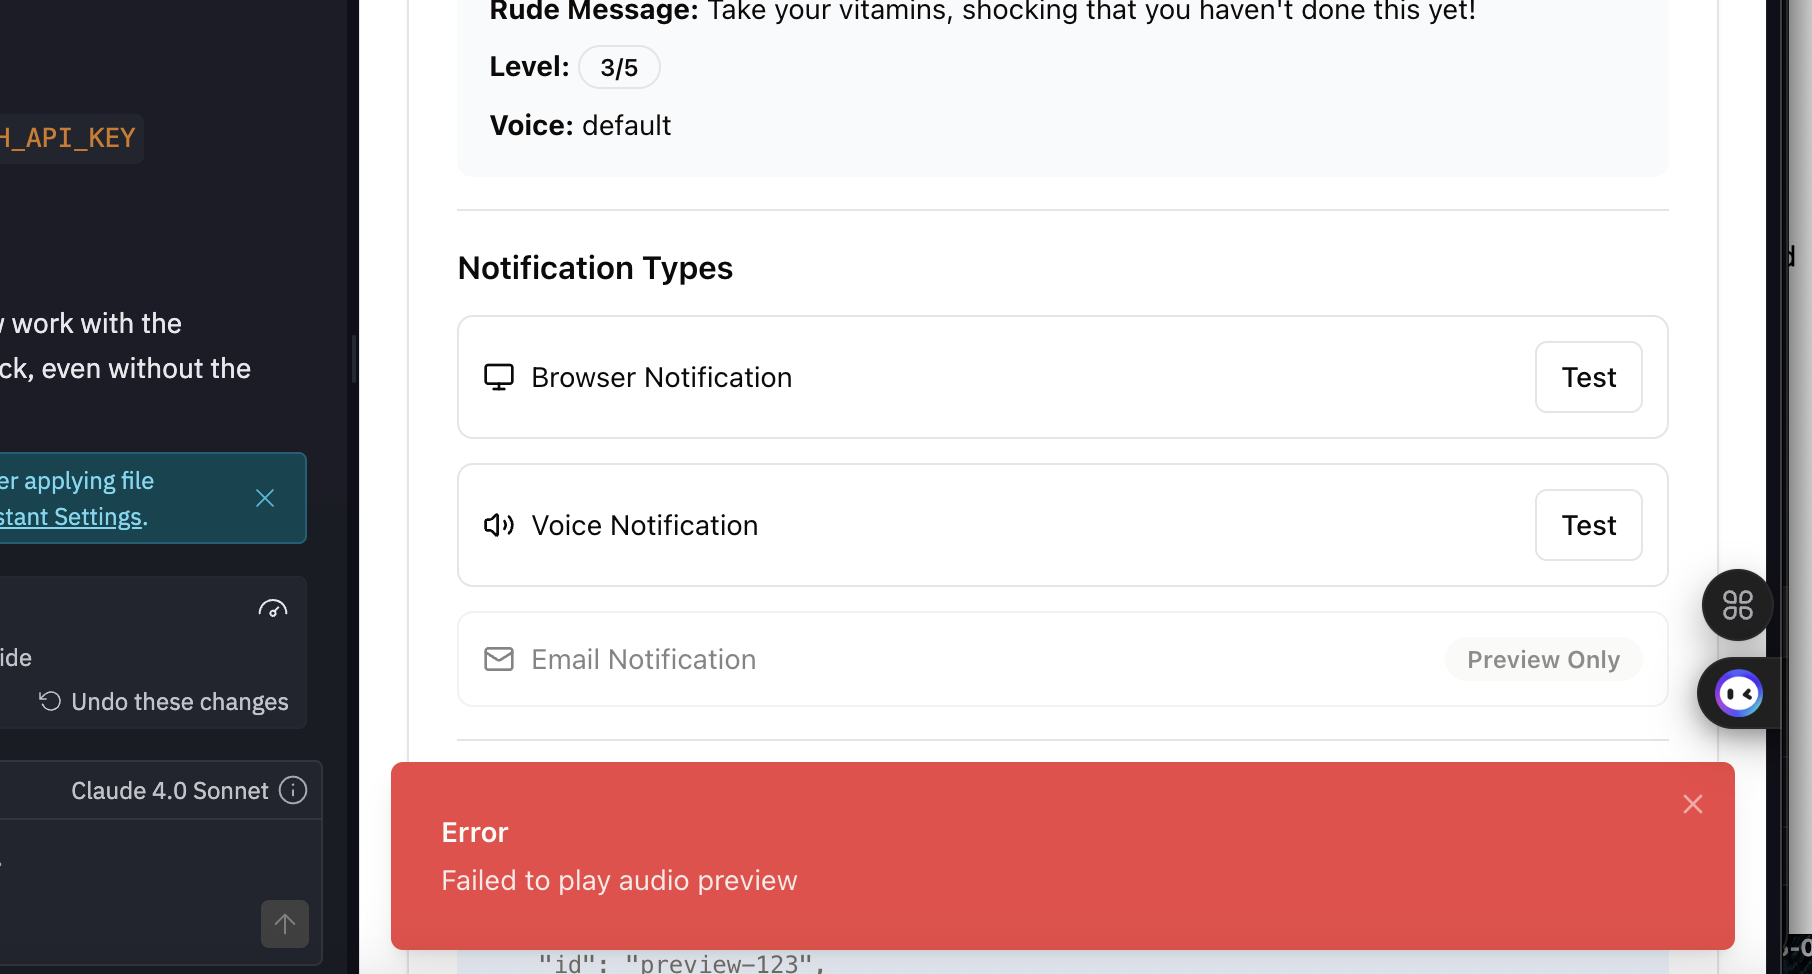 Rude Message: Take your vitamins, shocking that you haven't done this yet!
Level: 3/5
Voice: default
H_API_KEY
Notification Types
work with the
ck, even without the
Browser Notification
Test
er applying file
stant Settings.
Voice Notification
Test
ide
Undo these changes
Email Notification
Preview Only
Claude 4.0 Sonnet
Error
Failed to play audio preview
"id": "preview-123",